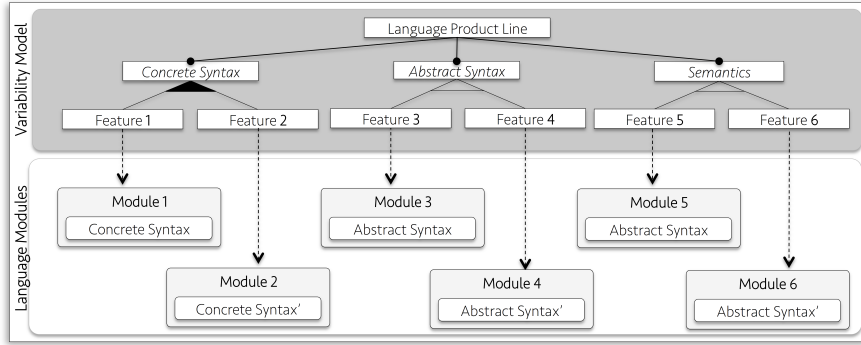 Variability Model
Language Product Line
Concrete Syntax
Abstract Syntax
Semantics
Feature 1
Feature 2
Feature 3
Feature 4
Feature 5
Feature 6
Language Modules
Module 1
Concrete Syntax
Module 3
Abstract Syntax
Module 5
Abstract Syntax
Module 2
Concrete Syntax'
Module 4
Abstract Syntax'
Module 6
Abstract Syntax'